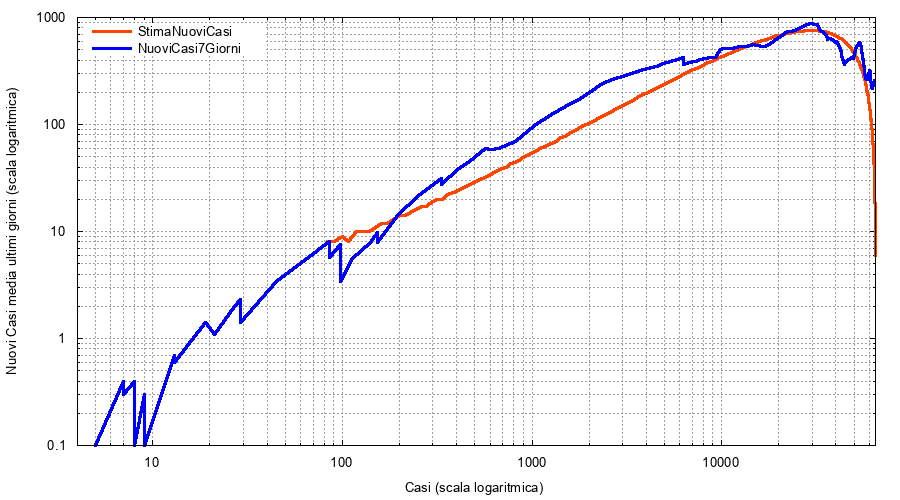 1000
StimaNuoviCasi
NuoviCasi7Giorni
100
10
1
0.1
Nuovi Casi media ultimi giorni (scala logaritmica)
10
100
1000
10000
Casi (scala logaritmica)